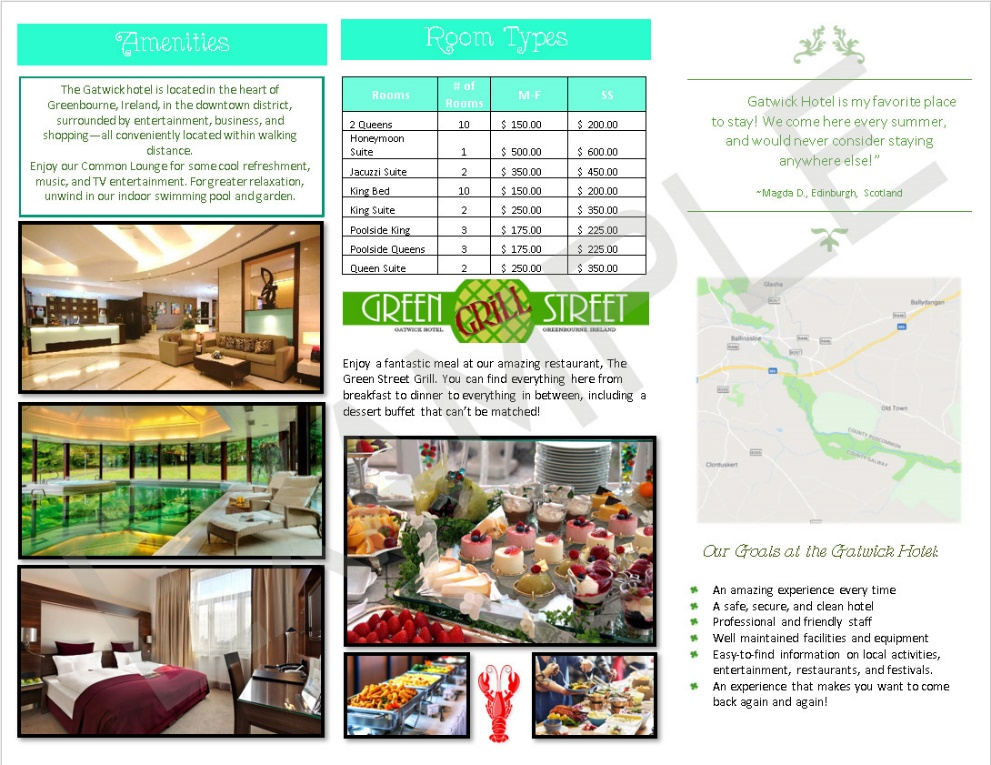 Amenities
The Gatwick hotel is located in the heart of
Greenbourne, Ireland, in the downtown district,
surrounded by entertainment, business, and
shopping—all conveniently located within walking
distance.
Enjoy our Common Lounge for some cool refreshment,
music, and TV entertainment. For greater relaxation,
unwind in our indoor swimming pool and garden.
Room Types
Rooms # of Rooms M-F SS
2 Queens 10 $ 150.00 $ 200.00
Honeymoon
Suite 1 $ 500.00 $ 600.00
Jacuzzi Suite 2 $ 350.00 $ 450.00
King Bed 10 $ 150.00 $ 200.00
King Suite 2 $ 250.00 $ 350.00
Poolside King 3 $ 175.00 $ 225.00
Poolside Queens 3 $ 175.00 $ 225.00
Queen Suite 2 $ 250.00 $ 350.00
GREEN GRILL STREET
GATWICK HOTEL GREENBOURNE, IRELAND
Enjoy a fantastic meal at our amazing restaurant, The
Green Street Grill. You can find everything here from
breakfast to dinner to everything in between, including a
dessert buffet that can't be matched!
Gatwick Hotel is my favorite place
to stay! We come here every summer,
and would never consider staying
anywhere else!"
~Magda D., Edinburgh, Scotland
Ballydangan
Ballinasloe
Old Town
COUNTY ROSCOMMON
COUNTY GALWAY
Clontuskert
Our Goals at the Gatwick Hotel:
An amazing experience every time
A safe, secure, and clean hotel
Professional and friendly staff
Well maintained facilities and equipment
Easy-to-find information on local activities,
entertainment, restaurants, and festivals.
An experience that makes you want to come
back again and again!
SAMPLE